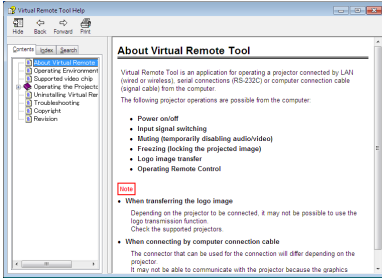 Virtual Remote Tool Help
Hide Back Forward Print
Contents Index Search
About Virtual Remote
Operating Environment
Supported video chip
Operating the Projecto
Uninstalling Virtual Rer
Troubleshooting
Copyright
Revision
About Virtual Remote Tool
Virtual Remote Tool is an application for operating a projector connected by LAN
(wired or wireless), serial connections (RS-232C) or computer connection cable
(signal cable) from the computer.
The following projector operations are possible from the computer.
• Power on/off
• Input signal switching
• Muting (temporarily disabling audio/video)
• Freezing (locking the projected image)
• Logo image transfer
• Operating Remote Control
Note
• When transferring the logo image
Depending on the projector to be connected, it may not be possible to use the
logo transmission function.
Check the supported projectors.
• When connecting by computer connection cable
The connector that can be used for the connection will differ depending on the
projector.
It may not be able to communicate with the projector because the graphics